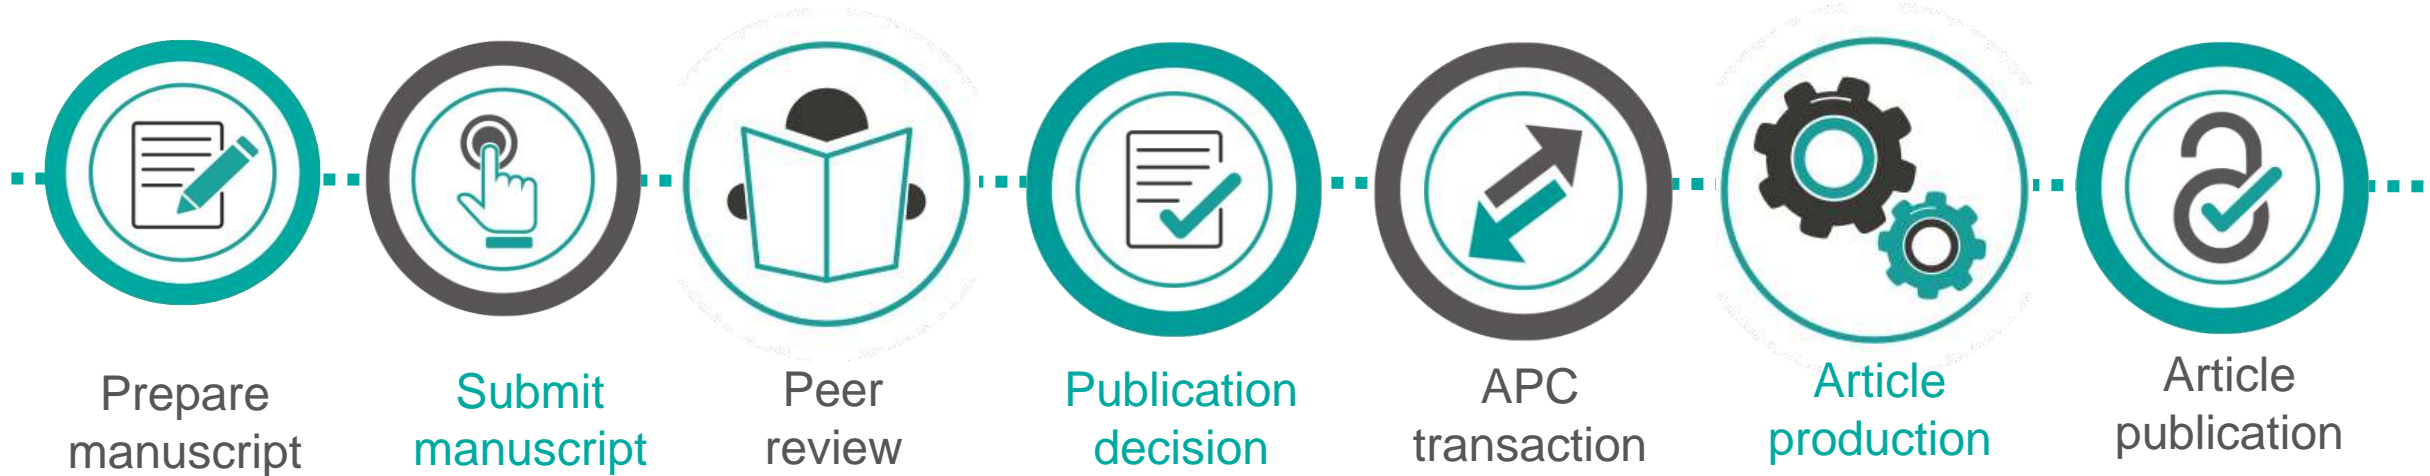 Prepare
manuscript
Submit
manuscript
Peer
review
Publication
decision
APC
transaction
Article
production
Article
publication